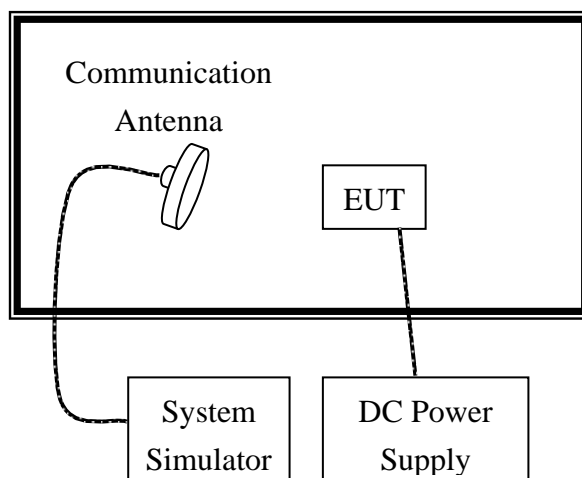 Communication
Antenna
EUT
System
Simulator
DC Power
Supply